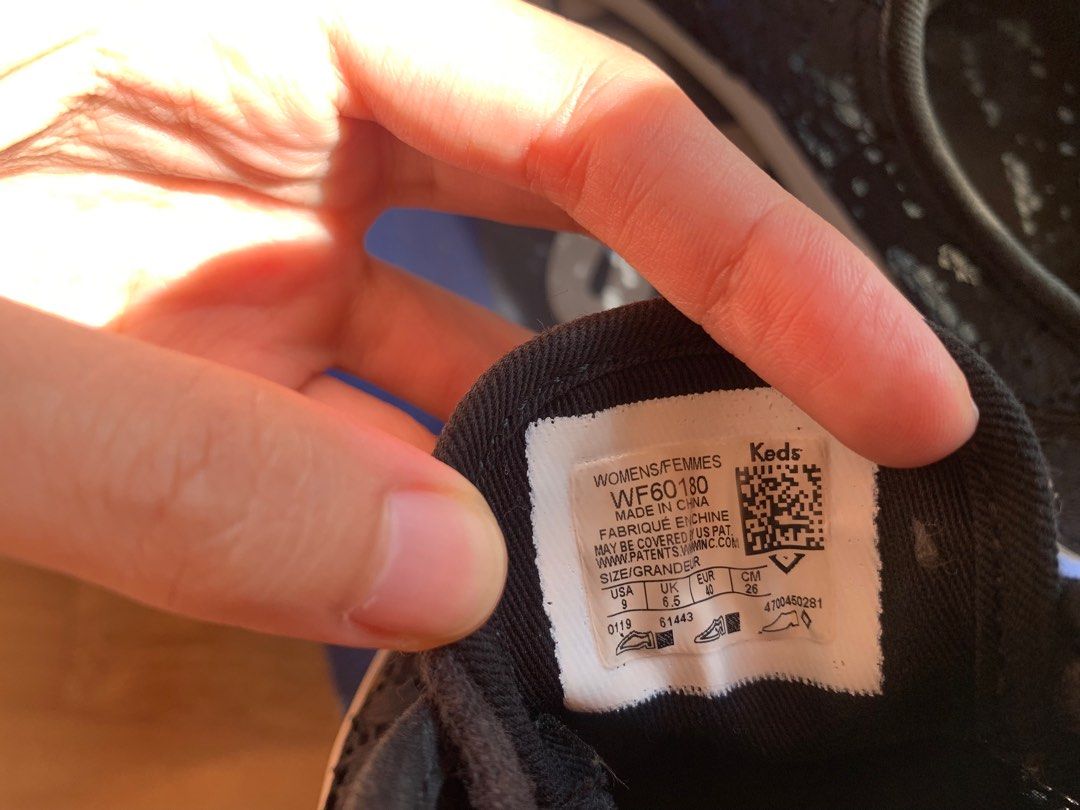 Keds
WOMENS/FEMMES
WF60180
MADE IN CHINA
FABRIQUÉ EN CHINE
MAY BE COVERED BY US PAT.
WWW.PATENTS.WWWINC.COM
SIZE/GRANDEUR
USA UK EUR CM
9 6.5 40 26
0119 61443 4700450281